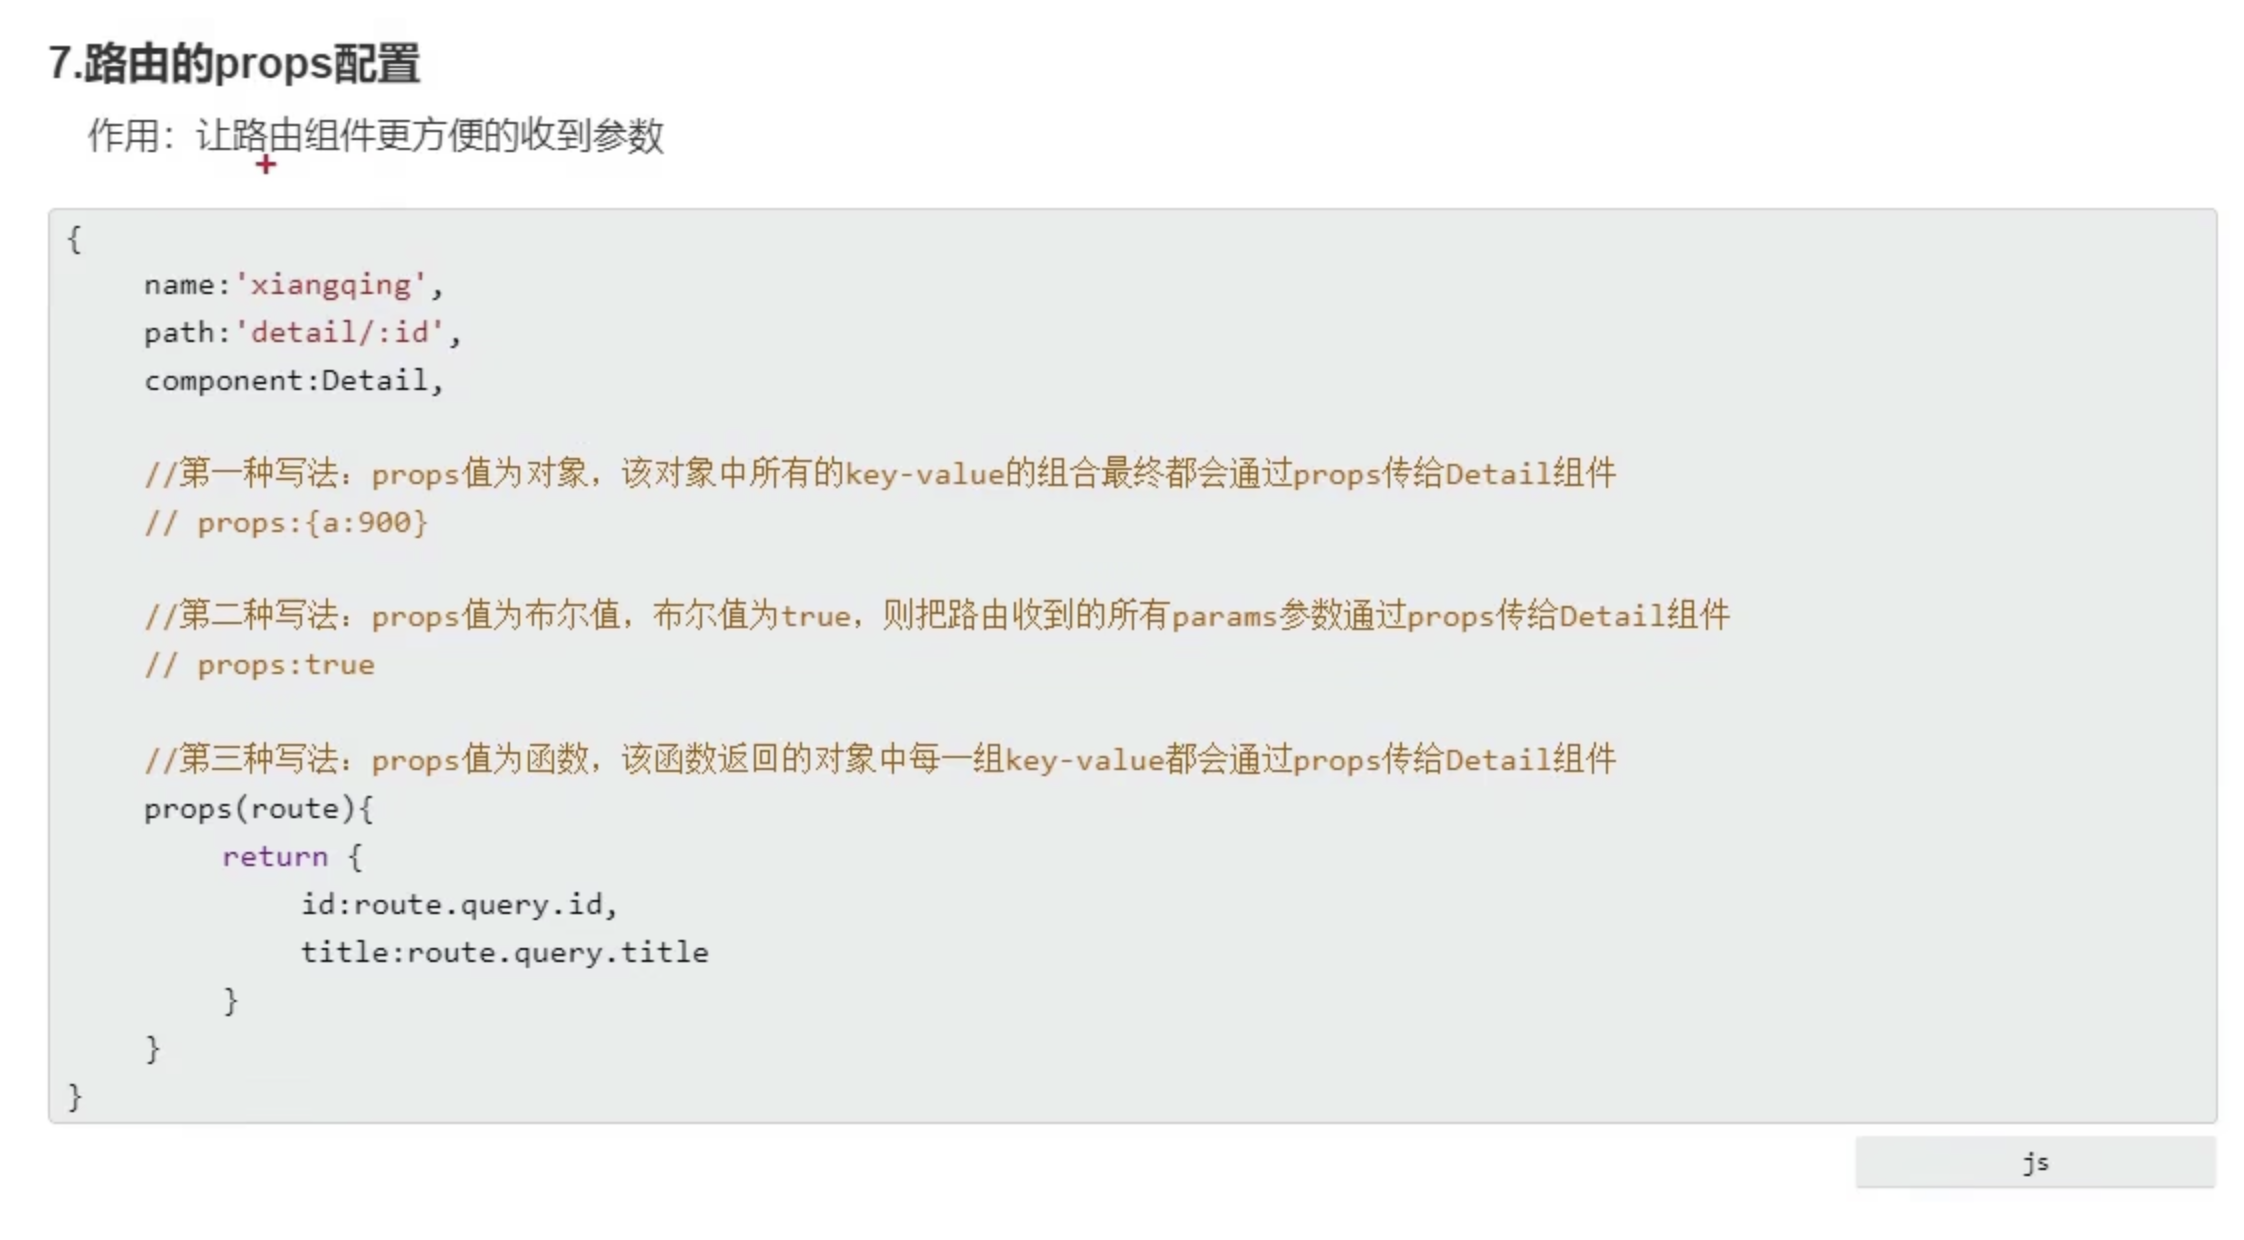 7.路由的props配置
作用：让路由组件更方便的收到参数
{
name:'xiangqing',
path:'detail/:id',
component:Detail,
//第一种写法：props值为对象，该对象中所有的key-value的组合最终都会通过props传给Detail组件
// props:{a:900}
//第二种写法：props值为布尔值，布尔值为true，则把路由收到的所有params参数通过props传给Detail组件
// props:true
//第三种写法：props值为函数，该函数返回的对象中每一组key-value都会通过props传给Detail组件
props(route){
return {
id:route.query.id,
title:route.query.title
}
}
}
js